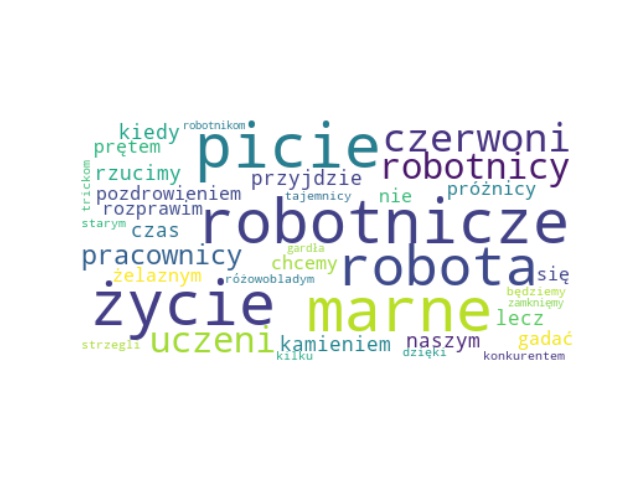 robotnikom
kiedy picie czerwoni
prętem robotnicy
trickom rzucimy przyjdzie
pozdrowieniem tajemnicy nie próżnicy
rozprawim robotnicze
starym czas
pracownicy gardła robota
żelaznym chcemy się
różowobladym
życie marne będziemy
zamknięmy
lecz
uczeni kamieniem naszym gadać
strzegli kilku dzięki konkurentem